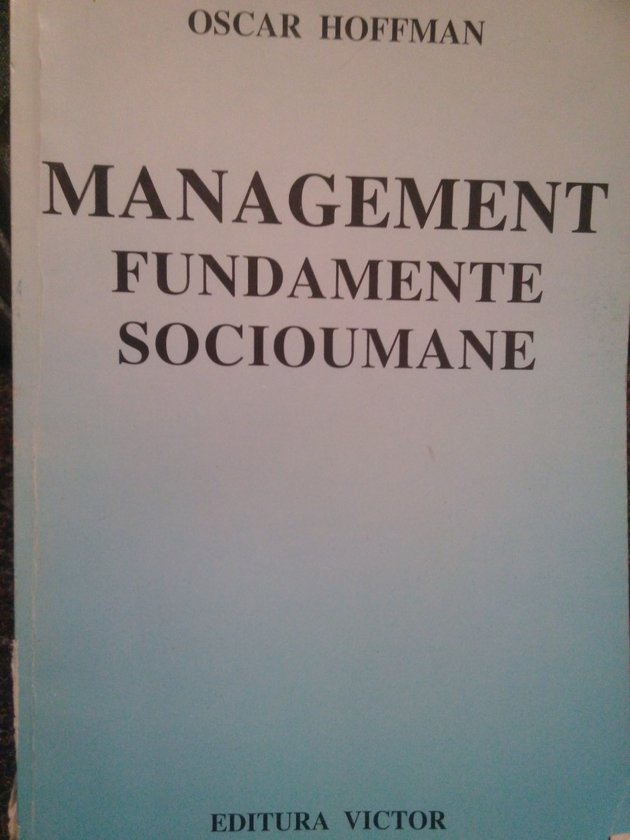 OSCAR HOFFMAN
MANAGEMENT
FUNDAMENTE
SOCIOUMANE
EDITURA VICTOR